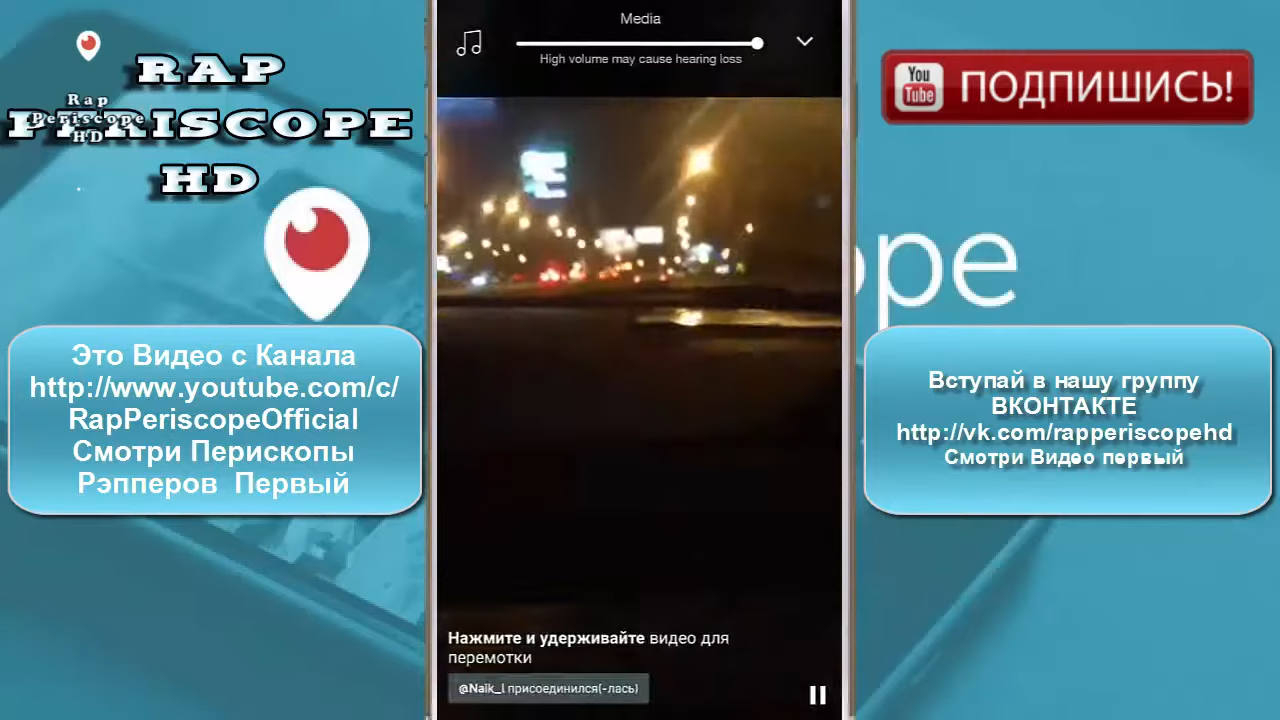 RAP
PERISCOPE
HD
Rap
Periscope
HD
Это Видео с Канала
http://www.youtube.com/c/
RapPeriscopeOfficial
Смотри Перископы
Рэпперов Первый
Media
High volume may cause hearing loss
Нажмите и удерживайте видео для
перемотки
@Naik_l присоединился(-лась)
You
Tube
ПОДПИШИСЬ!
ope
Вступай в нашу группу
ВКОНТАКТЕ
http://vk.com/rapperiscopehd
Смотри Видео первый